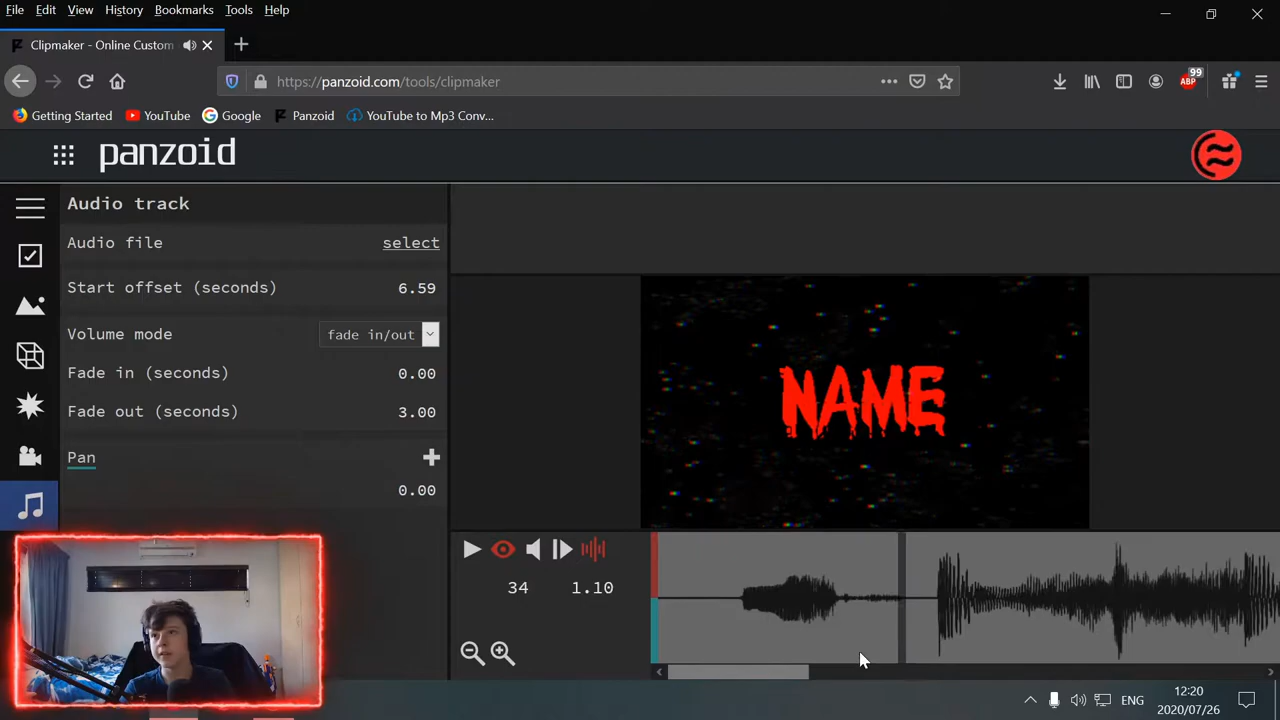 File Edit View History Bookmarks Tools Help
Clipmaker - Online Custom
https://panzoid.com/tools/clipmaker
99
ABP
Getting Started YouTube Google Panzoid YouTube to Mp3 Conv...
panzoid
Audio track
Audio file select
Start offset (seconds) 6.59
Volume mode fade in/out
Fade in (seconds) 0.00
Fade out (seconds) 3.00
Pan
0.00
NAME
34 1.10
ENG
12:20
2020/07/26